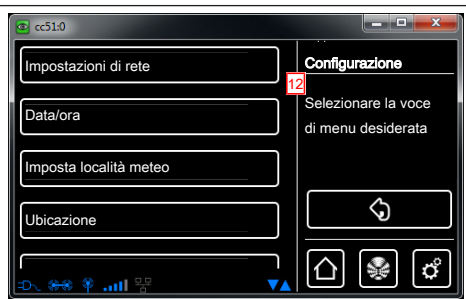 cc51:0
Impostazioni di rete
Data/ora
Imposta località meteo
Ubicazione
Configurazione
12
Selezionare la voce
di menu desiderata